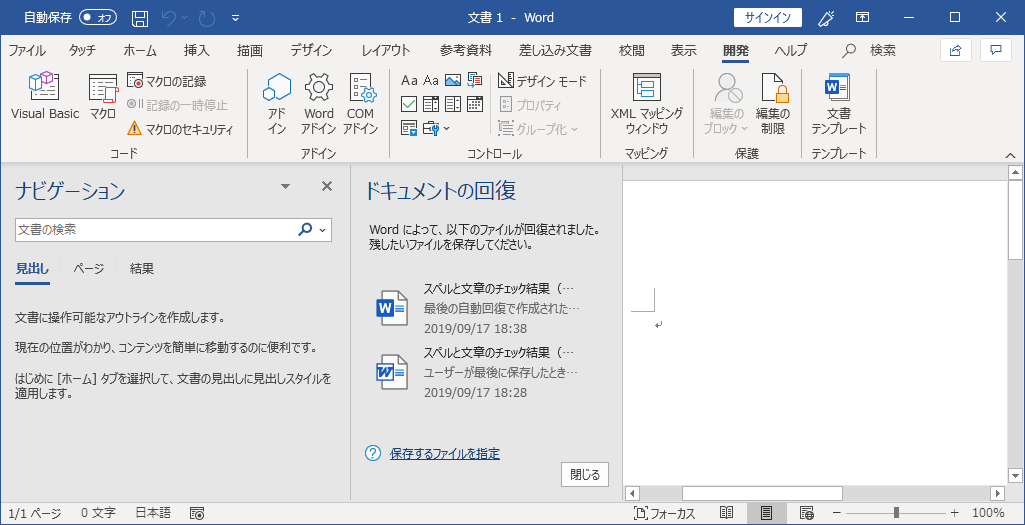 自動保存 オフ 文書 1 - Word サインイン
ファイル タッチ ホーム 挿入 描画 デザイン レイアウト 参考資料 差し込み文書 校閲 表示 開発 ヘルプ 検索
Visual Basic
マクロ
マクロの記録
記録の一時停止
マクロのセキュリティ
コード
アド
イン
Word
アドイン
COM
アドイン
アドイン
Aa Aa
デザイン モード
プロパティ
グループ化
コントロール
XML マッピング
ウィンドウ
マッピング
編集の
ブロック
編集の
制限
保護
文書
テンプレート
テンプレート
ナビゲーション
文書の検索
見出し ページ 結果
文書に操作可能なアウトラインを作成します。
現在の位置がわかり、コンテンツを簡単に移動するのに便利です。
はじめに [ホーム] タブを選択して、文書の見出しに見出しスタイルを
適用します。
ドキュメントの回復
Word によって、以下のファイルが回復されました。
残したいファイルを保存してください。
スペルと文章のチェック結果（…
最後の自動回復で作成された…
2019/09/17 18:38
スペルと文章のチェック結果（…
ユーザーが最後に保存したとき…
2019/09/17 18:28
? 保存するファイルを指定
閉じる
1/1 ページ 0 文字 日本語 フォーカス 100%